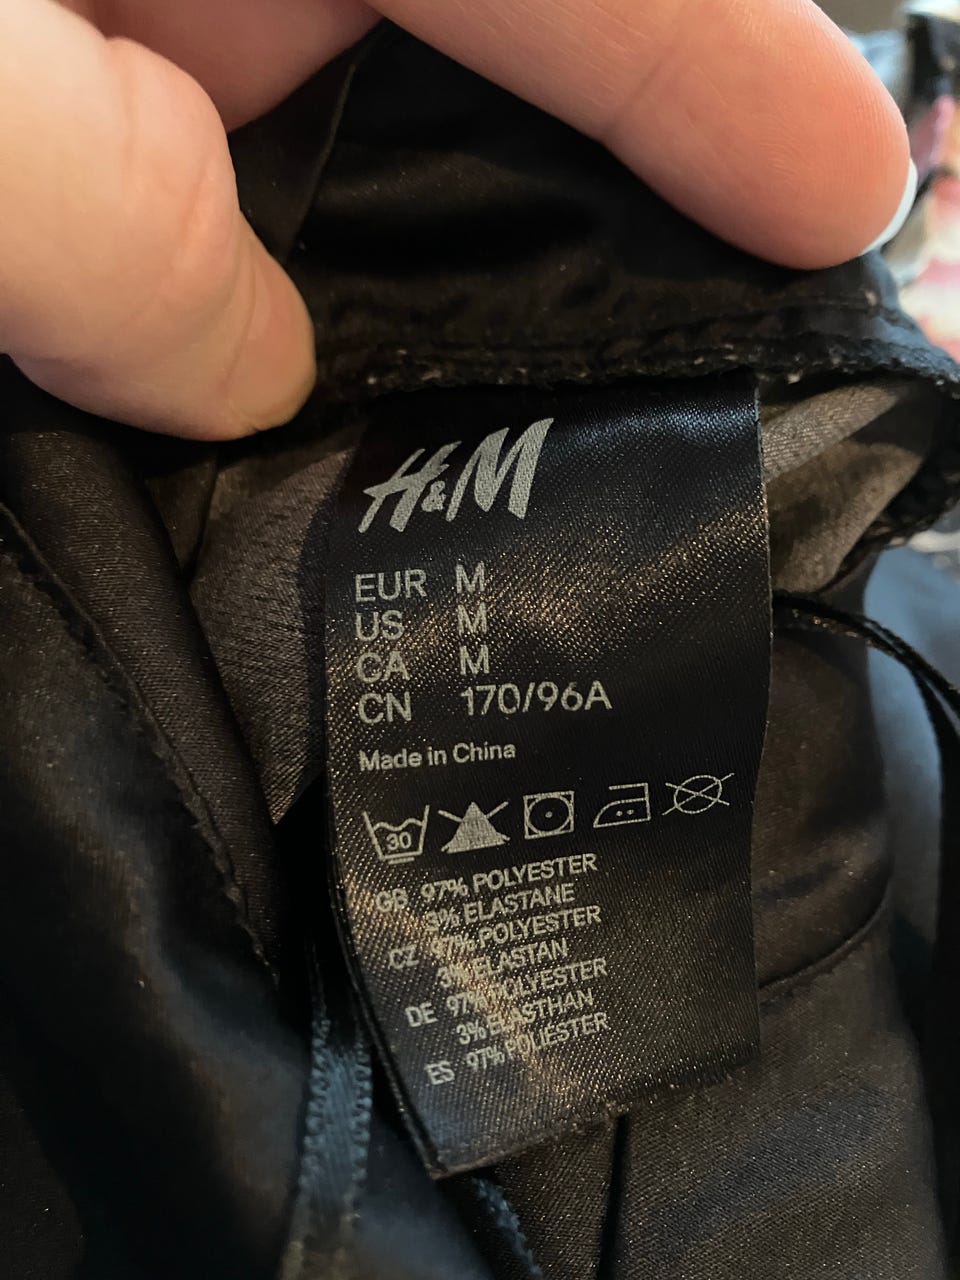 H&M
EUR M
US M
CA M
CN 170/96A
Made in China
30
GB 97% POLYESTER
3% ELASTANE
CZ 97% POLYESTER
3% ELASTAN
DE 97% POLYESTER
3% ELASTHAN
ES 97% POLIESTER